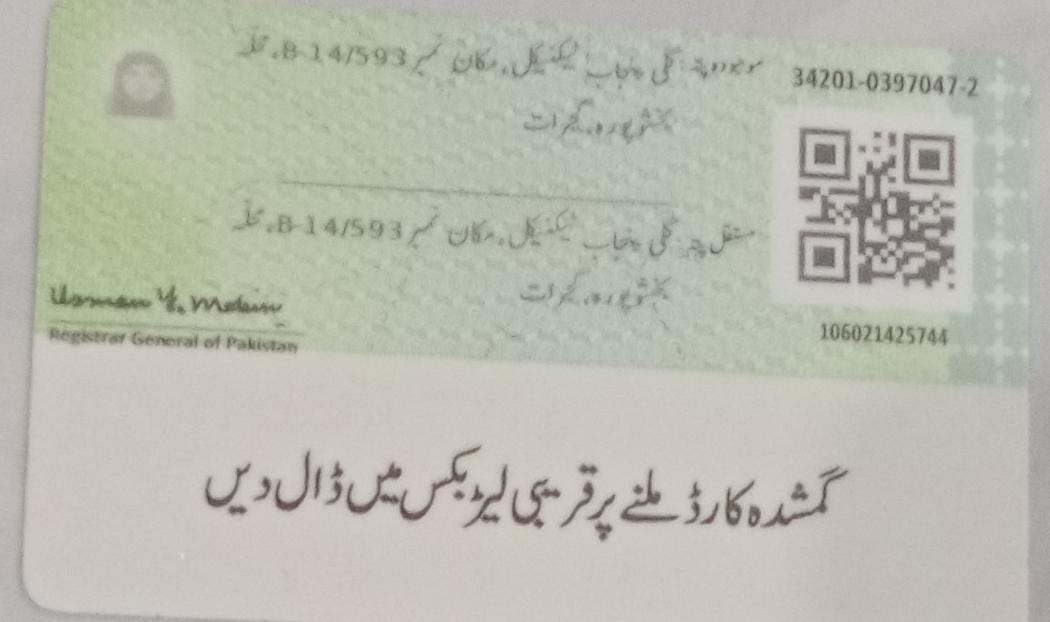 موجودہ پتہ: گلی پنجاب ٹیکنیکل، مکان نمبر B-14/593، محلہ
بخشو پورہ، گجرات
34201-0397047-2
مستقل پتہ: گلی پنجاب ٹیکنیکل، مکان نمبر B-14/593، محلہ
بخشو پورہ، گجرات
Registrar General of Pakistan
106021425744
گمشدہ کارڈ ملنے پر قریبی لیٹر بکس میں ڈال دیں